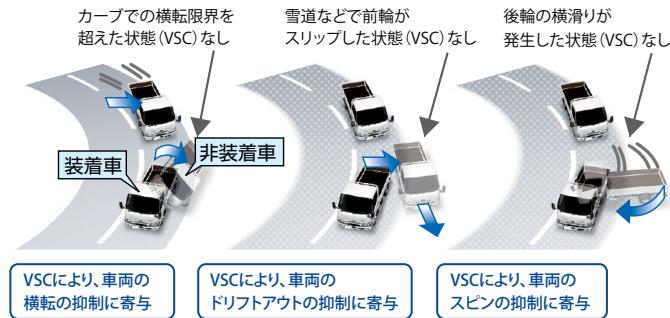 カーブでの横転限界を
超えた状態(VSC)なし
雪道などで前輪が
スリップした状態(VSC)なし
後輪の横滑りが
発生した状態(VSC)なし
装着車
非装着車
VSCにより、車両の
横転の抑制に寄与
VSCにより、車両の
ドリフトアウトの抑制に寄与
VSCにより、車両の
スピンの抑制に寄与